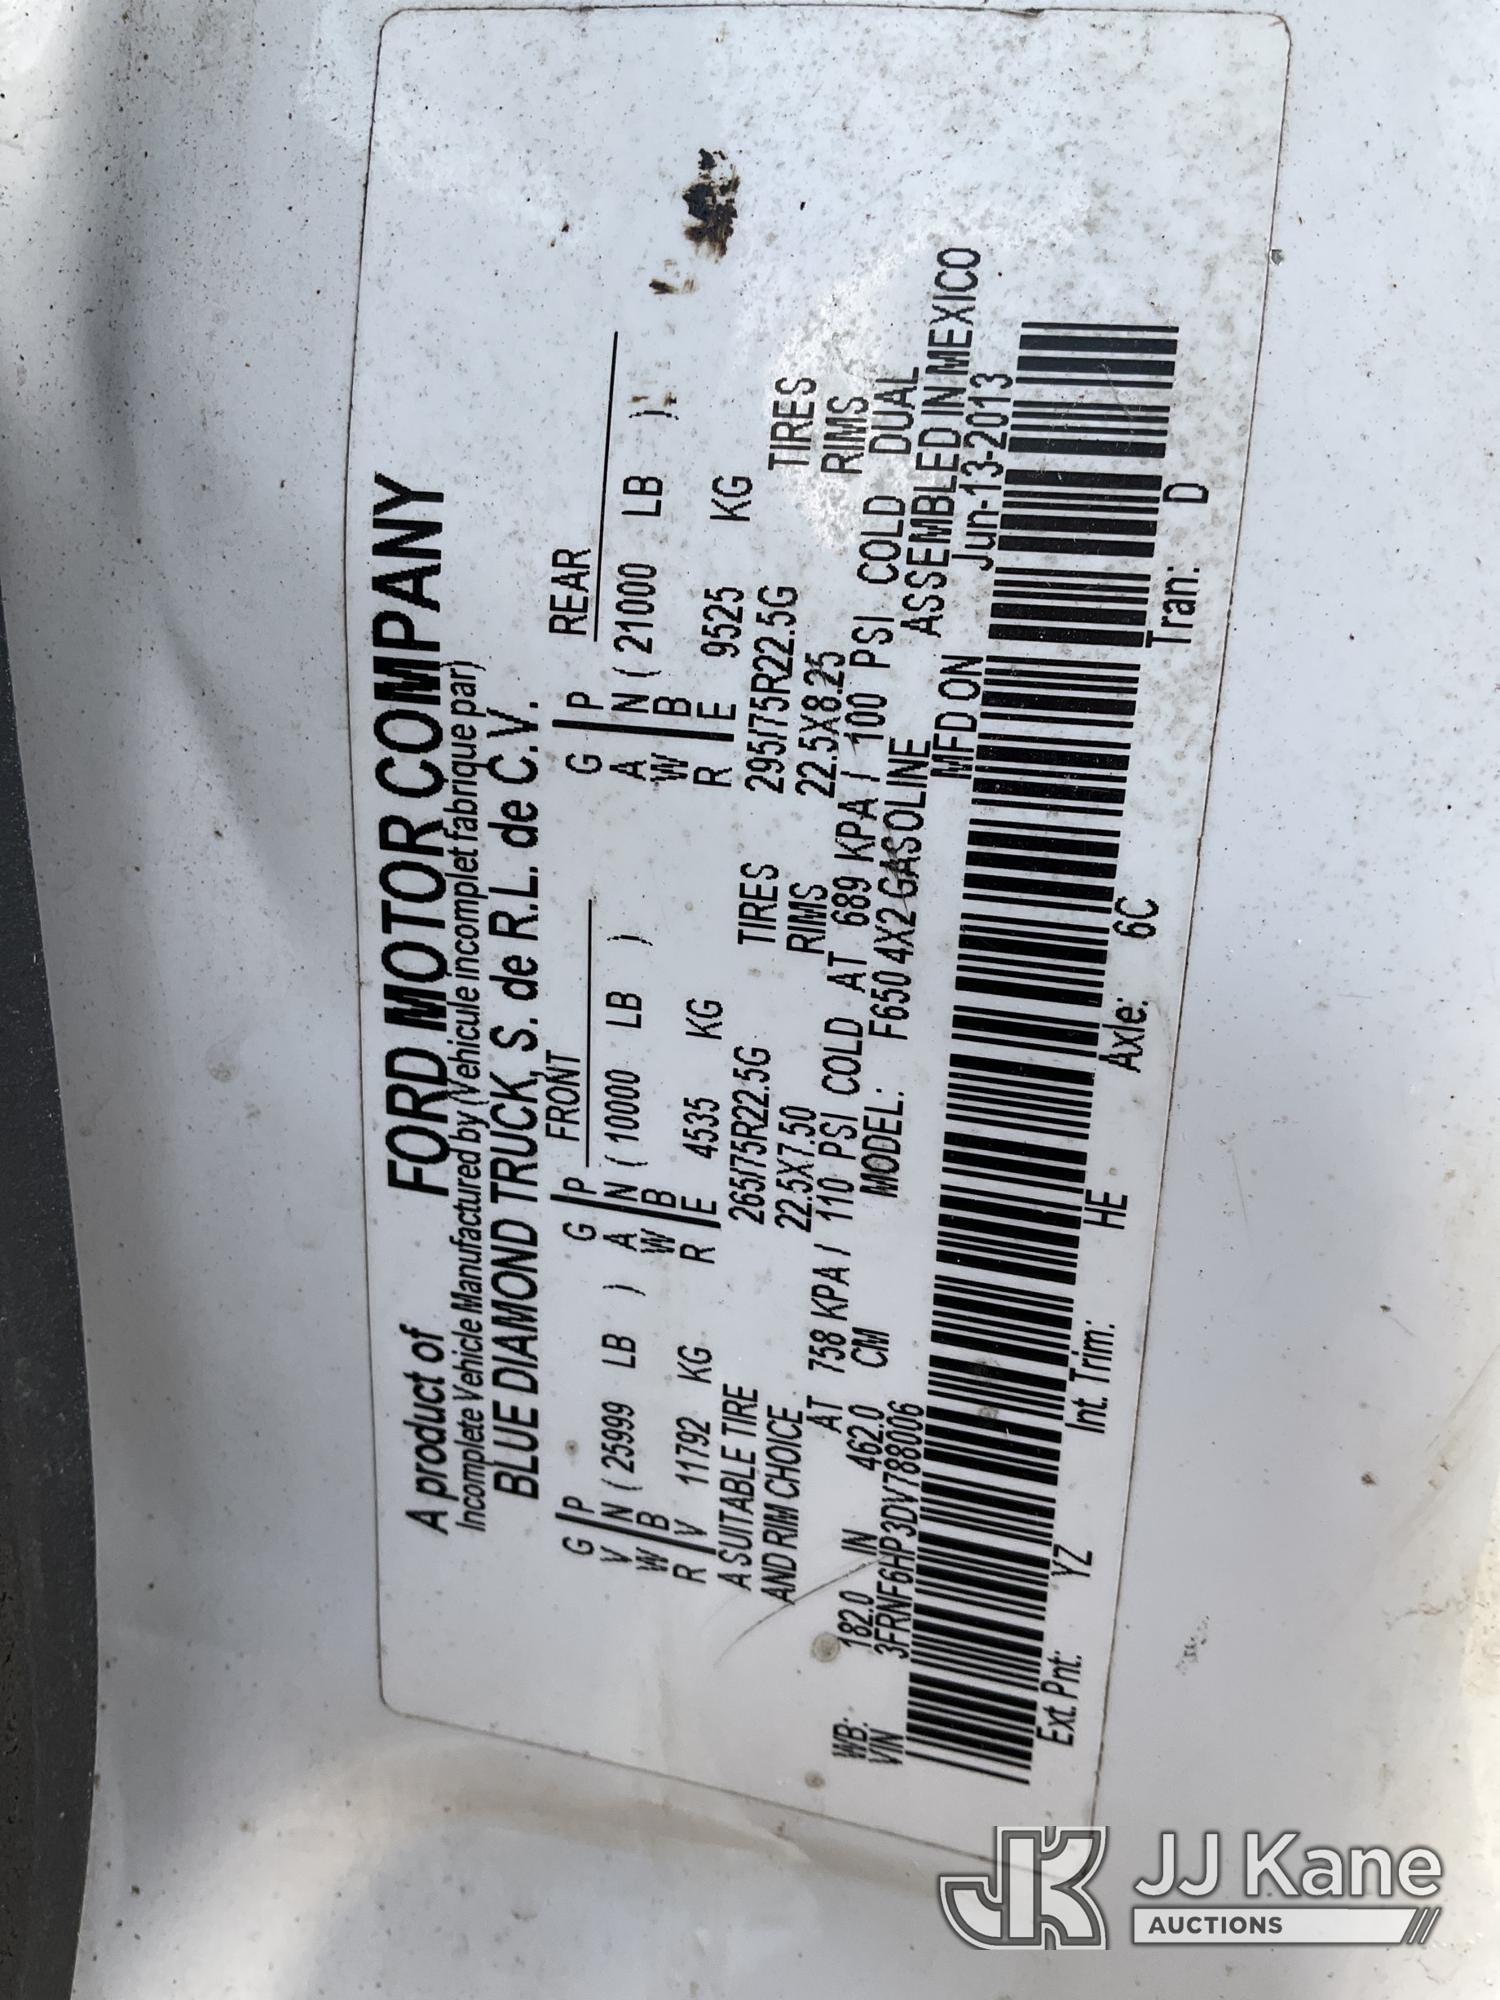 A product of FORD MOTOR COMPANY
Incomplete Vehicle Manufactured by (Vehicule incomplet fabrique par)
BLUE DIAMOND TRUCK, S. de R.L. de C.V.
FRONT REAR
G / P G / P G / P
V / N ( 25999 LB ) A / N ( 10000 LB ) A / N ( 21000 LB )
W / B W / B W / B
R / V 11792 KG R / E 4535 KG R / E 9525 KG
A SUITABLE TIRE 265/75R22.5G TIRES 295/75R22.5G TIRES
AND RIM CHOICE 22.5X7.50 RIMS 22.5X8.25 RIMS
AT 758 KPA / 110 PSI COLD AT 689 KPA / 100 PSI COLD DUAL
WB: 182.0 IN 462.0 CM MODEL: F650 4X2 GASOLINE ASSEMBLED IN MEXICO
VIN 3FRNF6HP3DV788006 MFD ON Jun-13-2013
Ext. Pnt: YZ Int. Trim: HE Axle: 6C Tran: D
JK JJ Kane
AUCTIONS